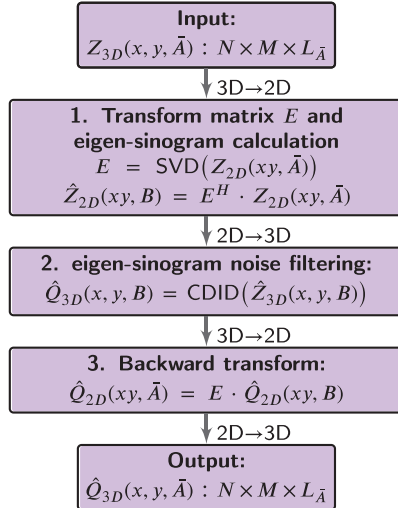 Input:
Z_{3D}(x, y, Ā) : N × M × L_{Ā}
3D→2D
1. Transform matrix E and
eigen-sinogram calculation
E = SVD(Z_{2D}(xy, Ā))
Ẑ_{2D}(xy, B) = E^H · Z_{2D}(xy, Ā)
2D→3D
2. eigen-sinogram noise filtering:
Q̂_{3D}(x, y, B) = CDID(Ẑ_{3D}(x, y, B))
3D→2D
3. Backward transform:
Q̂_{2D}(xy, Ā) = E · Q̂_{2D}(xy, B)
2D→3D
Output:
Q̂_{3D}(x, y, Ā) : N × M × L_{Ā}